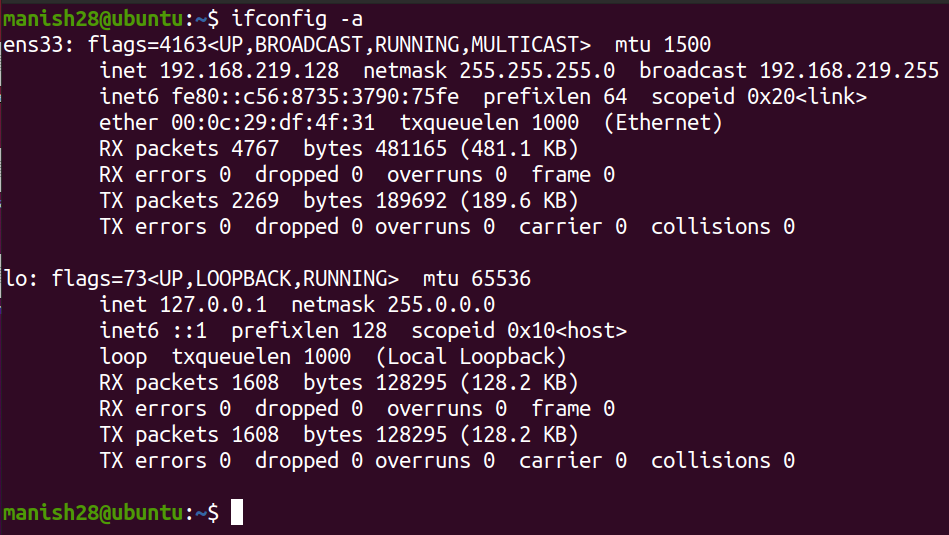 manish28@ubuntu:~$ ifconfig -a
ens33: flags=4163<UP,BROADCAST,RUNNING,MULTICAST>  mtu 1500
        inet 192.168.219.128  netmask 255.255.255.0  broadcast 192.168.219.255
        inet6 fe80::c56:8735:3790:75fe  prefixlen 64  scopeid 0x20<link>
        ether 00:0c:29:df:4f:31  txqueuelen 1000  (Ethernet)
        RX packets 4767  bytes 481165 (481.1 KB)
        RX errors 0  dropped 0  overruns 0  frame 0
        TX packets 2269  bytes 189692 (189.6 KB)
        TX errors 0  dropped 0 overruns 0  carrier 0  collisions 0

lo: flags=73<UP,LOOPBACK,RUNNING>  mtu 65536
        inet 127.0.0.1  netmask 255.0.0.0
        inet6 ::1  prefixlen 128  scopeid 0x10<host>
        loop  txqueuelen 1000  (Local Loopback)
        RX packets 1608  bytes 128295 (128.2 KB)
        RX errors 0  dropped 0  overruns 0  frame 0
        TX packets 1608  bytes 128295 (128.2 KB)
        TX errors 0  dropped 0 overruns 0  carrier 0  collisions 0

manish28@ubuntu:~$